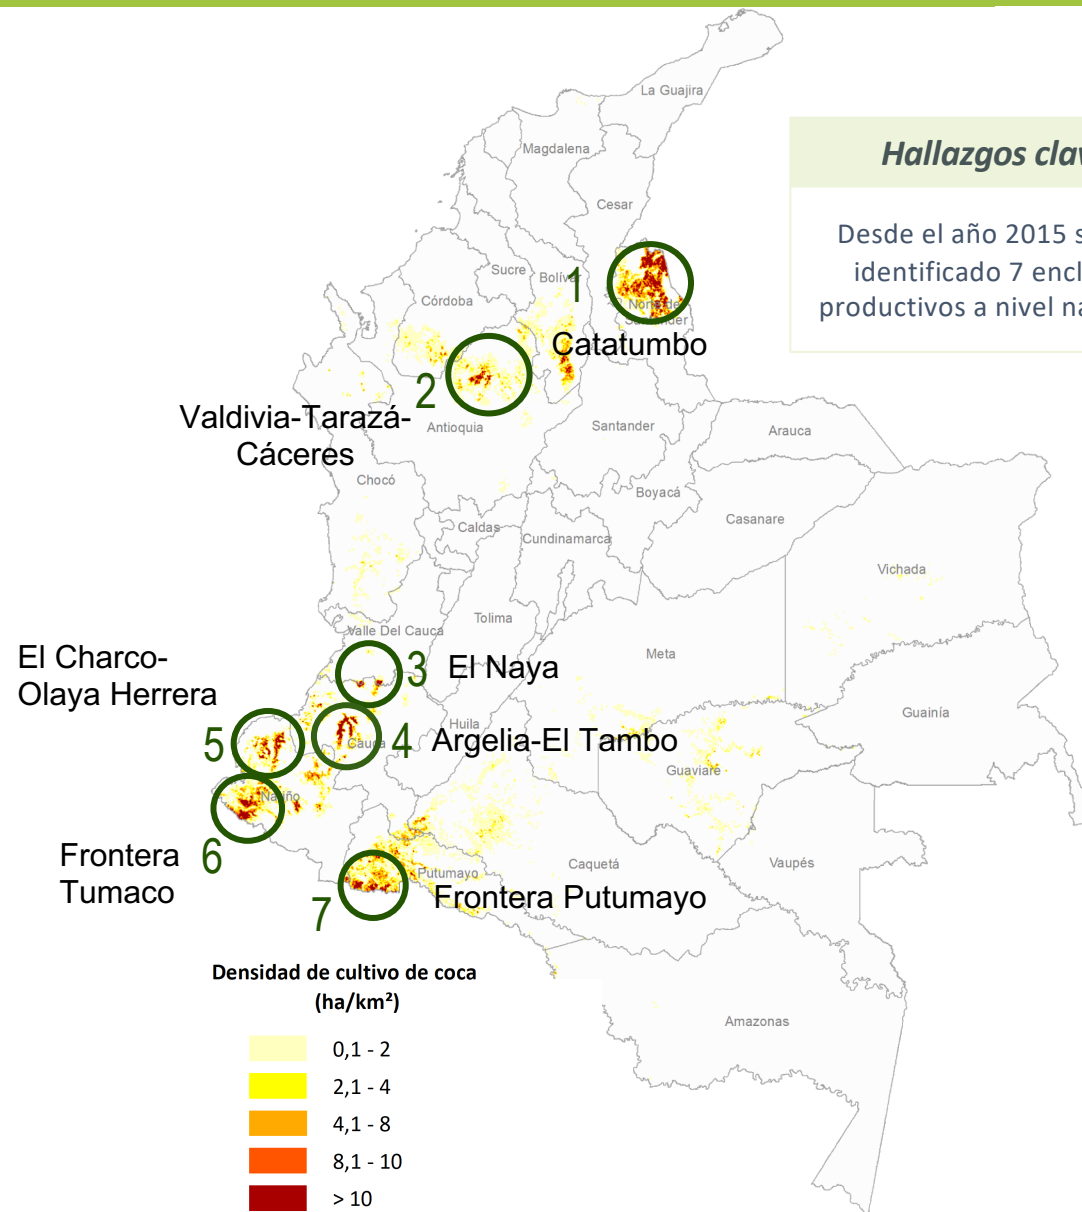 La Guajira
Magdalena
Cesar
Hallazgos
Desde el año 2015
identificado 7
productivos a nivel
Sucre
Bolívar
Córdoba
1
Norte de
Santander
Catatumbo
2
Valdivia-Tarazá-
Cáceres
Antioquia
Santander
Arauca
Chocó
Boyacá
Casanare
Caldas
Cundinamarca
Vichada
Tolima
Valle Del Cauca
El Charco-
Olaya Herrera
3
El Naya
Meta
5
4
Argelia-El Tambo
Cauca
Huila
Guainía
Guaviare
Nariño
6
Frontera
Tumaco
Putumayo
Caquetá
Vaupés
7
Frontera Putumayo
Densidad de cultivo de coca
(ha/km²)
Amazonas
0,1 - 2
2,1 - 4
4,1 - 8
8,1 - 10
> 10